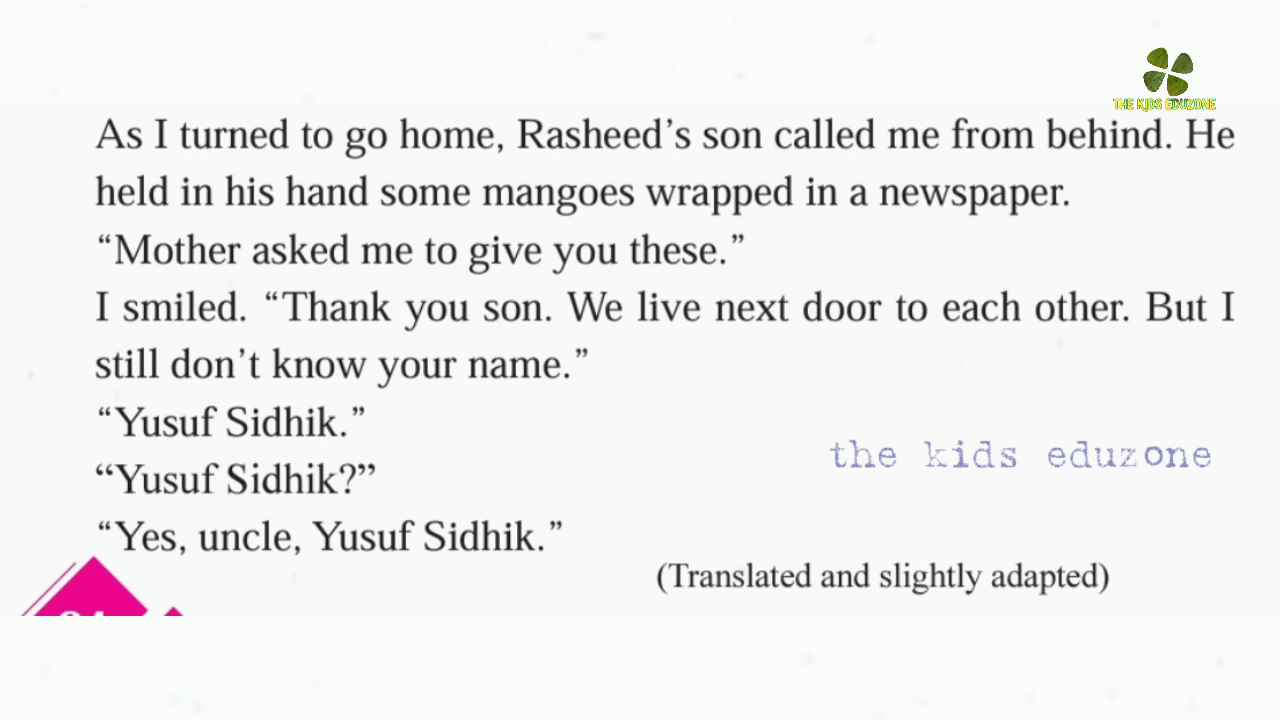 THE KIDS EDUZONE
As I turned to go home, Rasheed’s son called me from behind. He
held in his hand some mangoes wrapped in a newspaper.
“Mother asked me to give you these.”
I smiled. “Thank you son. We live next door to each other. But I
still don’t know your name.”
“Yusuf Sidhik.”
the kids eduzone
“Yusuf Sidhik?”
“Yes, uncle, Yusuf Sidhik.”
(Translated and slightly adapted)